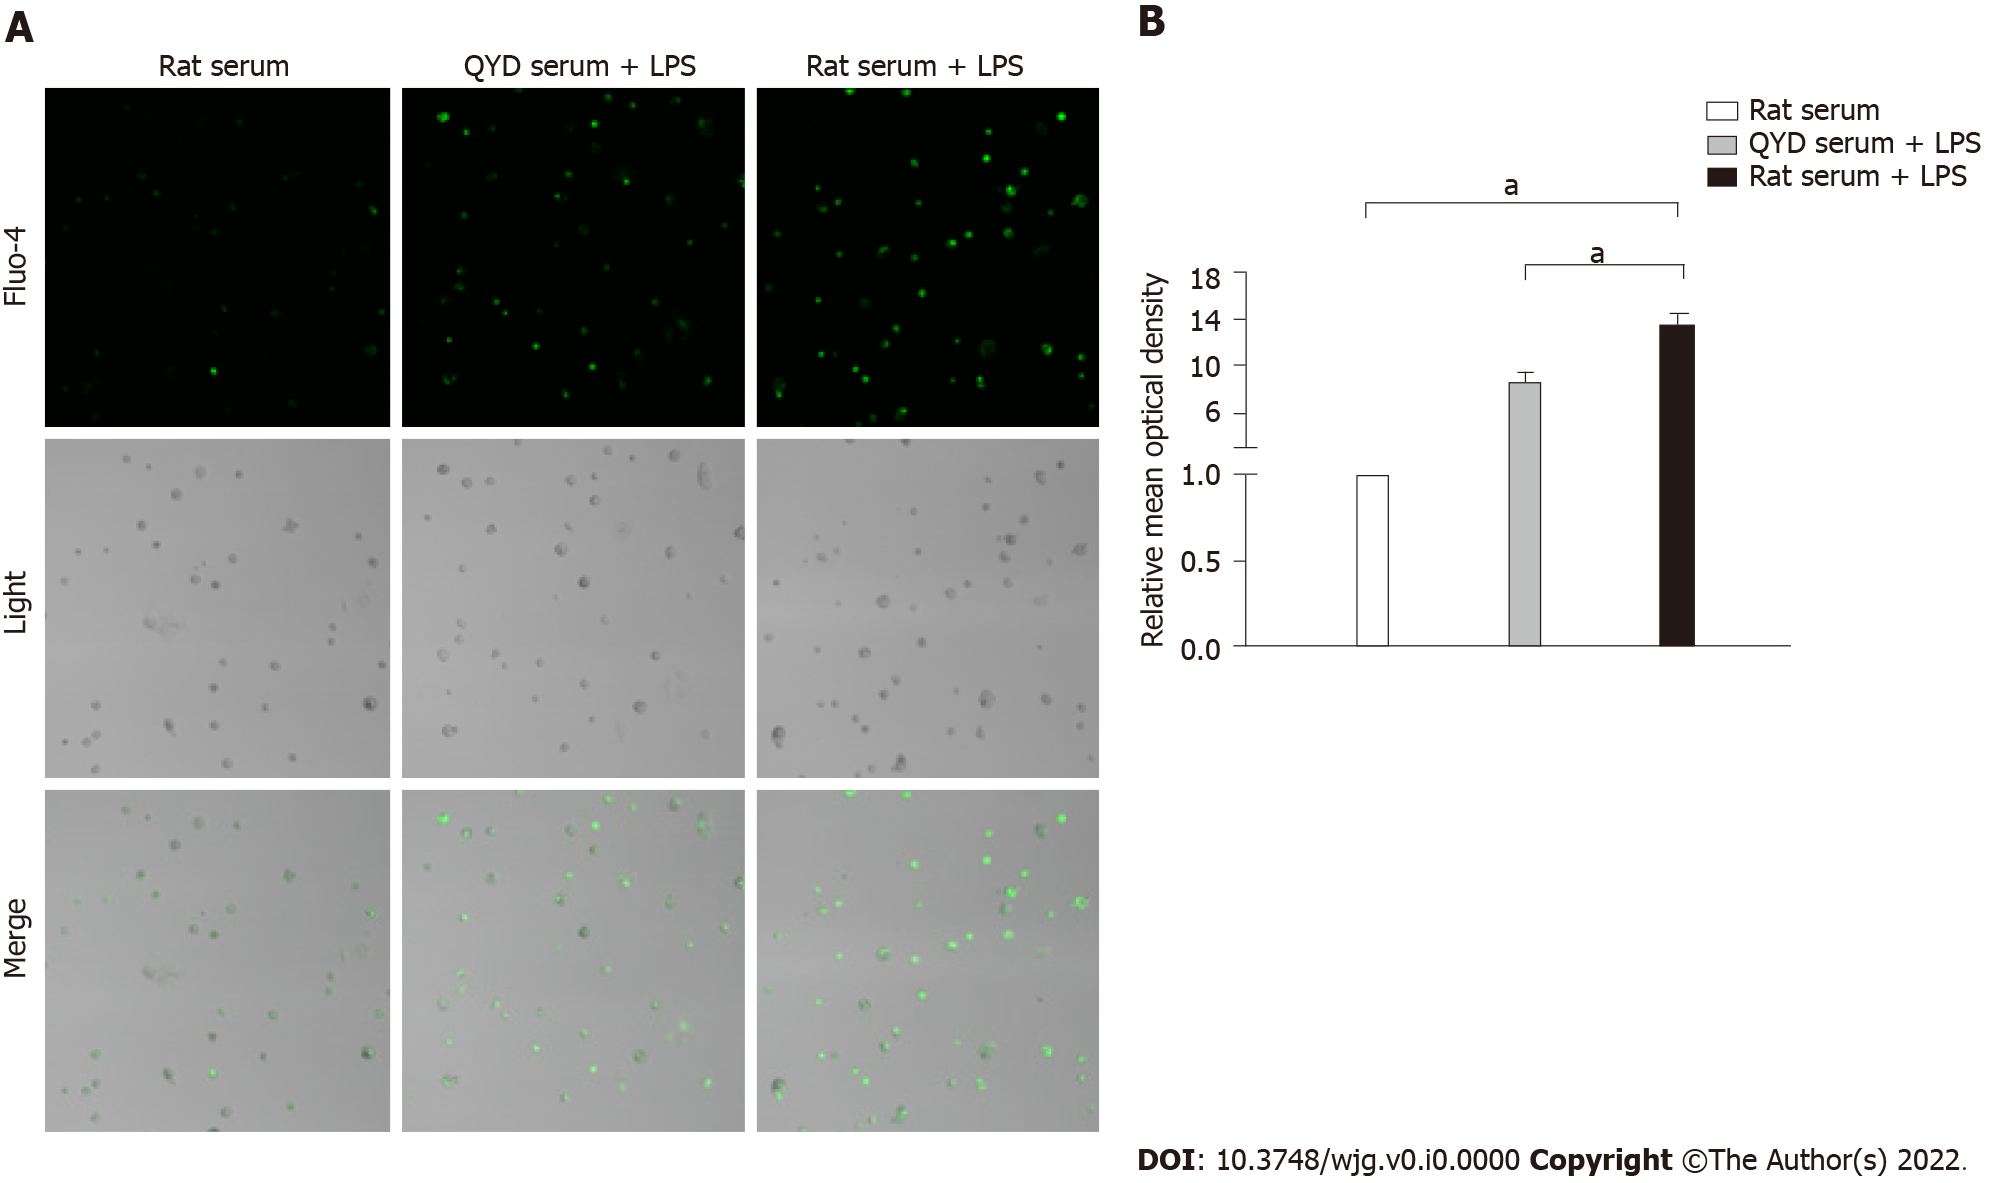 A
Rat serum
QYD serum + LPS
Rat serum + LPS
Fluo-4
Light
Merge
B
Rat serum
QYD serum + LPS
Rat serum + LPS
a
a
Relative mean optical density
18
14
10
6
1.0
0.5
0.0
DOI: 10.3748/wjg.v0.i0.0000 Copyright ©The Author(s) 2022.